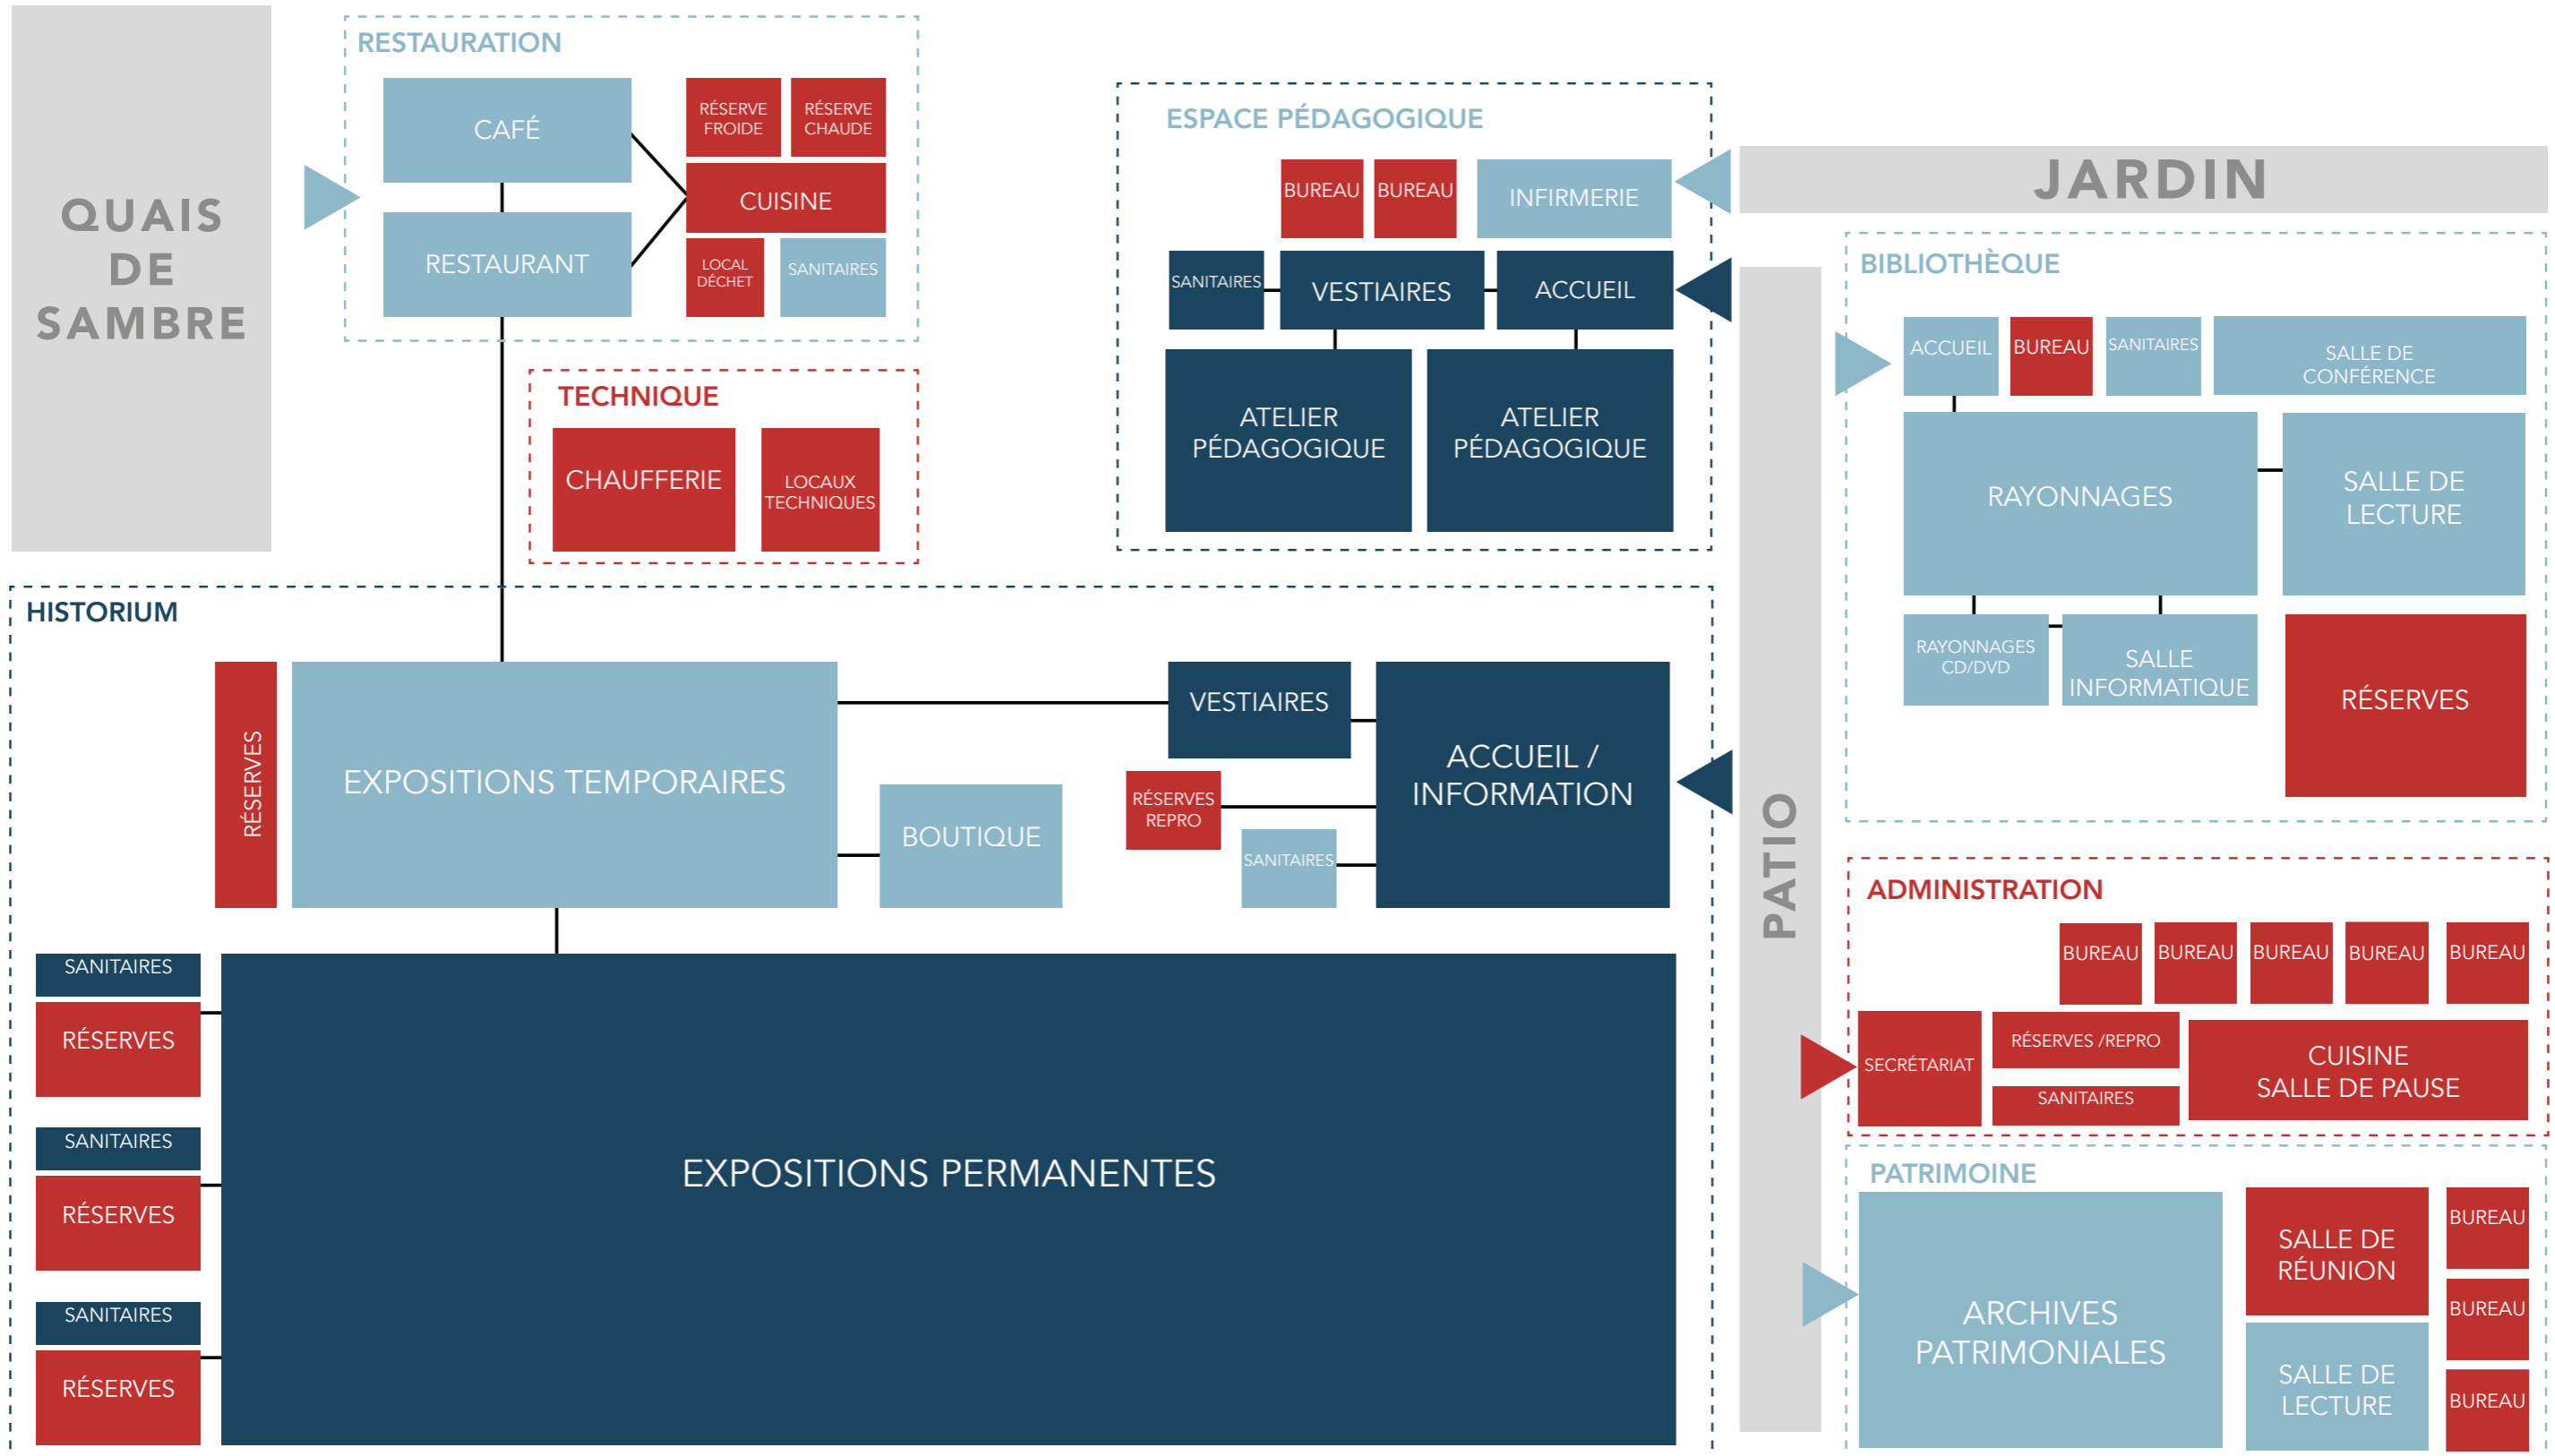 QUAIS
DE
SAMBRE
RESTAURATION
CAFÉ
RESTAURANT
RÉSERVE
FROIDE
RÉSERVE
CHAUDE
CUISINE
LOCAL
DÉCHET
SANITAIRES
TECHNIQUE
CHAUFFERIE
LOCAUX
TECHNIQUES
ESPACE PÉDAGOGIQUE
BUREAU
BUREAU
INFIRMERIE
SANITAIRES
VESTIAIRES
ACCUEIL
ATELIER
PÉDAGOGIQUE
ATELIER
PÉDAGOGIQUE
JARDIN
PATIO
BIBLIOTHÈQUE
ACCUEIL
BUREAU
SANITAIRES
SALLE DE
CONFÉRENCE
RAYONNAGES
SALLE DE
LECTURE
RAYONNAGES
CD/DVD
SALLE
INFORMATIQUE
RÉSERVES
HISTORIUM
RÉSERVES
EXPOSITIONS TEMPORAIRES
BOUTIQUE
VESTIAIRES
RÉSERVES
REPRO
SANITAIRES
ACCUEIL /
INFORMATION
SANITAIRES
RÉSERVES
SANITAIRES
RÉSERVES
SANITAIRES
RÉSERVES
EXPOSITIONS PERMANENTES
ADMINISTRATION
BUREAU
BUREAU
BUREAU
BUREAU
BUREAU
SECRÉTARIAT
RÉSERVES /REPRO
SANITAIRES
CUISINE
SALLE DE PAUSE
PATRIMOINE
ARCHIVES
PATRIMONIALES
SALLE DE
RÉUNION
SALLE DE
LECTURE
BUREAU
BUREAU
BUREAU